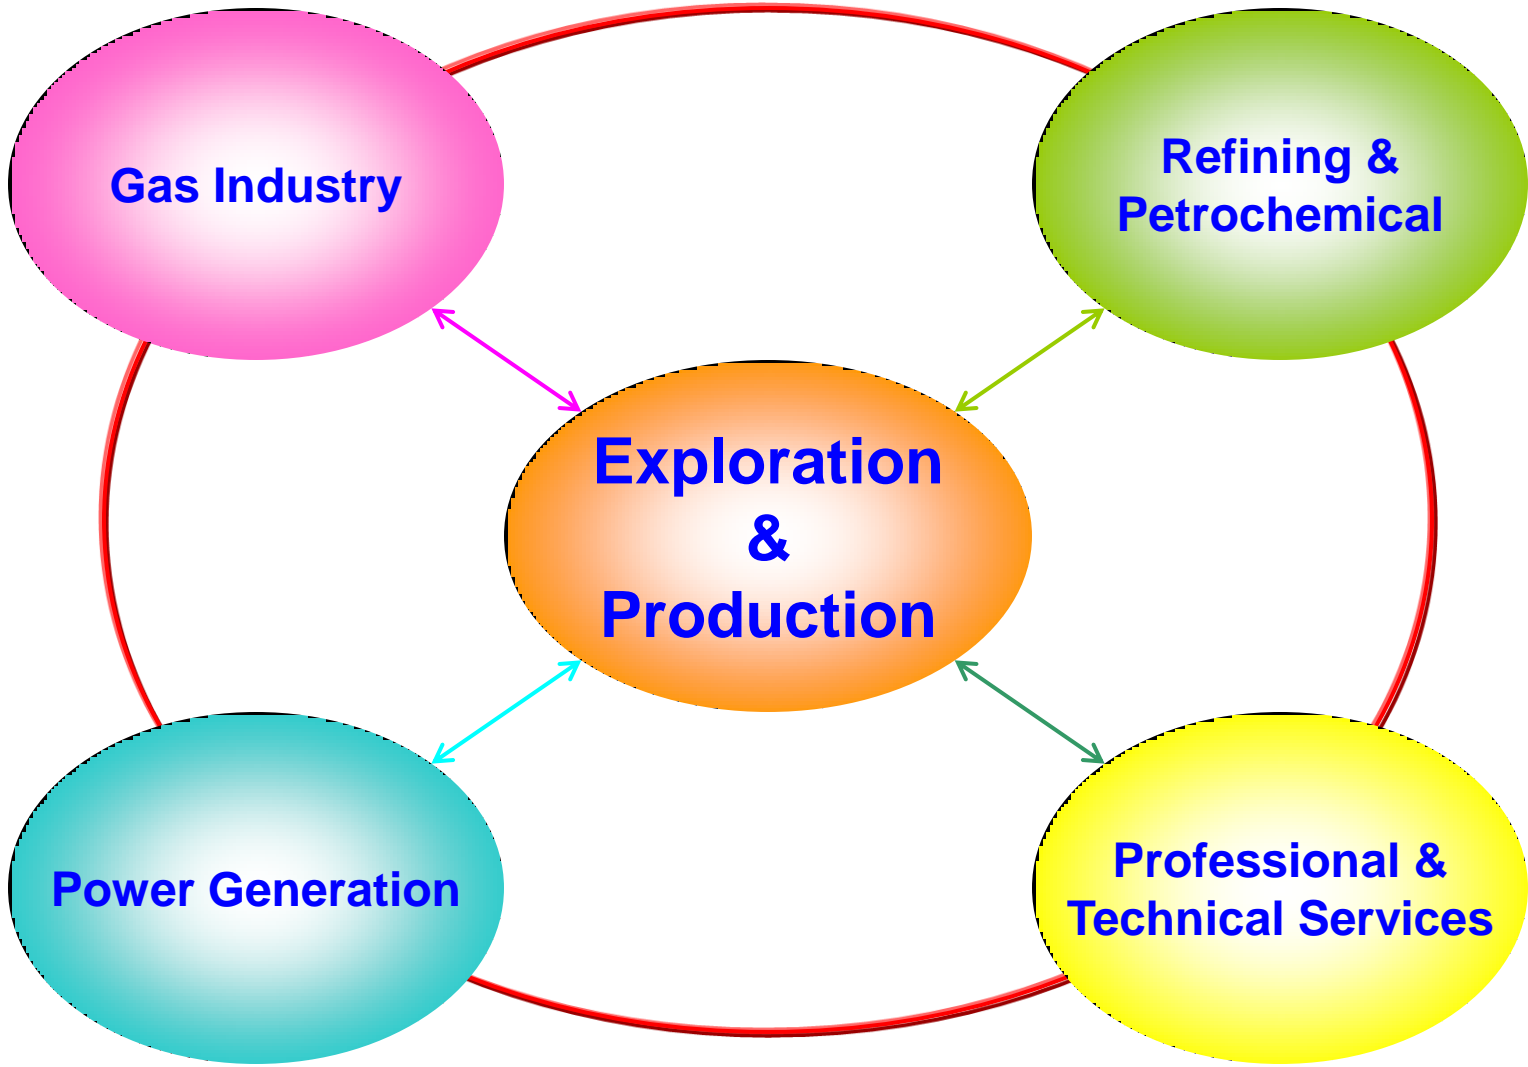 Gas Industry
Refining &
Petrochemical
Exploration
&
Production
Power Generation
Professional &
Technical Services